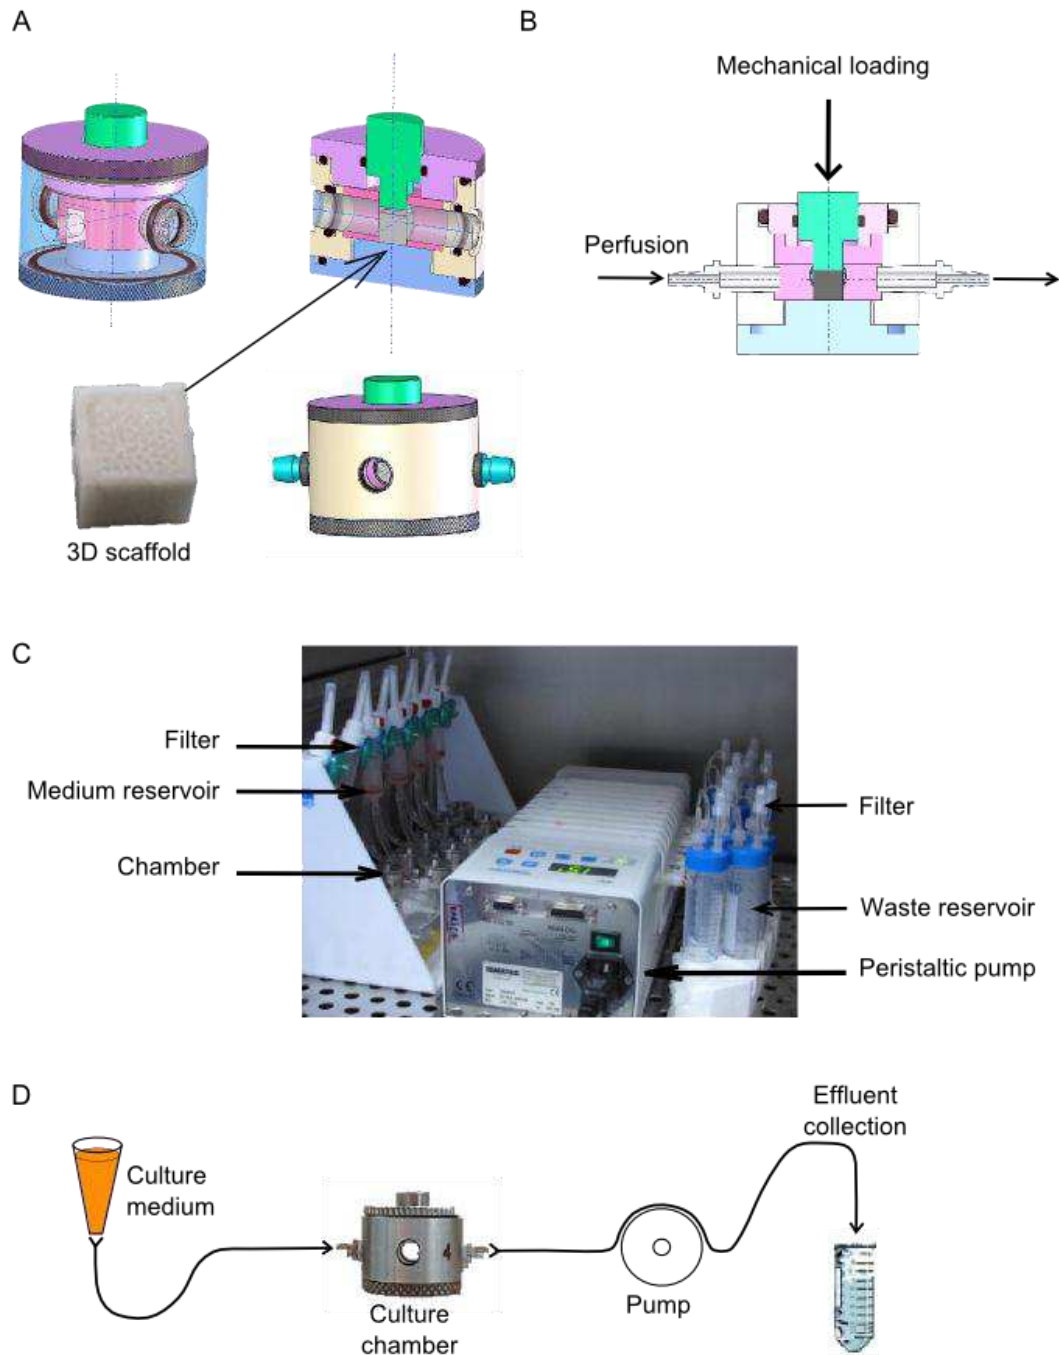 A
B
Mechanical loading
Perfusion
3D scaffold
C
Filter
Medium reservoir
Chamber
Filter
Waste reservoir
Peristaltic pump
D
Effluent
collection
Culture
medium
4
Culture
chamber
Pump